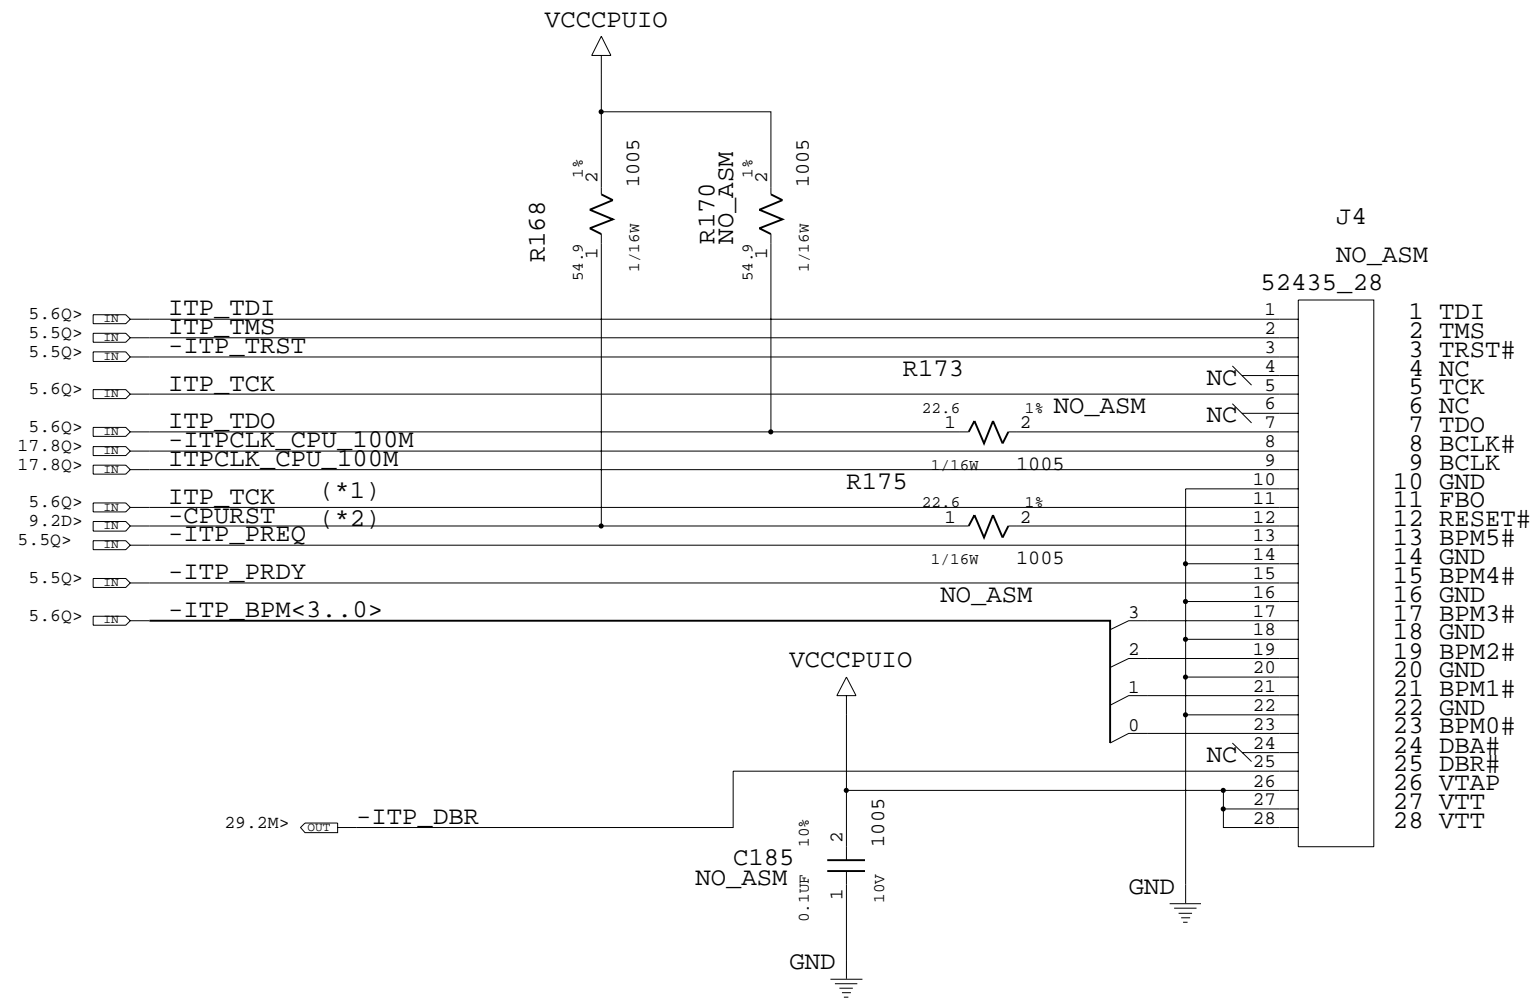 VCCCPUIO
R168
1%
2
1005
54.9
1
1/16W
R170
NO_ASM
1%
2
1005
54.9
1
1/16W
J4
NO_ASM
52435_28
5.6Q> IN ITP_TDI 1 1 TDI
5.5Q> IN ITP_TMS 2 2 TMS
5.5Q> IN -ITP_TRST 3 3 TRST#
R173
NC 4 4 NC
5.6Q> IN ITP_TCK 5 5 TCK
22.6 1% NO_ASM
NC 6 6 NC
5.6Q> IN ITP_TDO 1 2 7 7 TDO
17.8Q> IN -ITPCLK_CPU_100M 8 8 BCLK#
17.8Q> IN ITPCLK_CPU_100M 9 9 BCLK
1/16W 1005
R175
10 10 GND
5.6Q> IN ITP_TCK (*1) 11 11 FBO
22.6 1%
9.2D> IN -CPURST (*2) 1 2 12 12 RESET#
5.5Q> IN -ITP_PREQ 13 13 BPM5#
1/16W 1005
14 14 GND
5.5Q> IN -ITP_PRDY 15 15 BPM4#
NO_ASM
16 16 GND
5.6Q> IN -ITP_BPM<3..0> 3 17 17 BPM3#
18 18 GND
2 19 19 BPM2#
VCCCPUIO
20 20 GND
1 21 21 BPM1#
22 22 GND
0 23 23 BPM0#
NC 24 24 DBA#
25 25 DBR#
26 26 VTAP
27 27 VTT
28 28 VTT
29.2M> OUT -ITP_DBR
C185
NO_ASM
10%
2
1005
0.1UF
1
10V
GND
GND